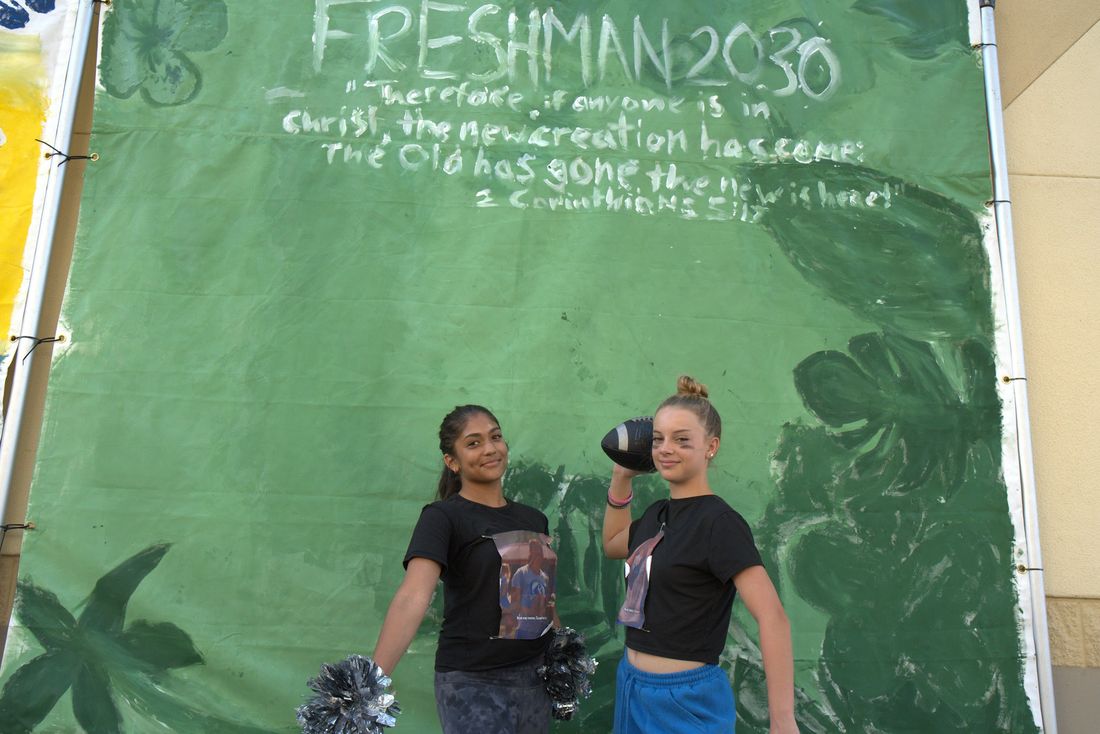 FRESHMAN 2030
"Therefore if anyone is in
christ, the new creation has come:
The Old has gone the new is here!"
2 Corinthians 5:17